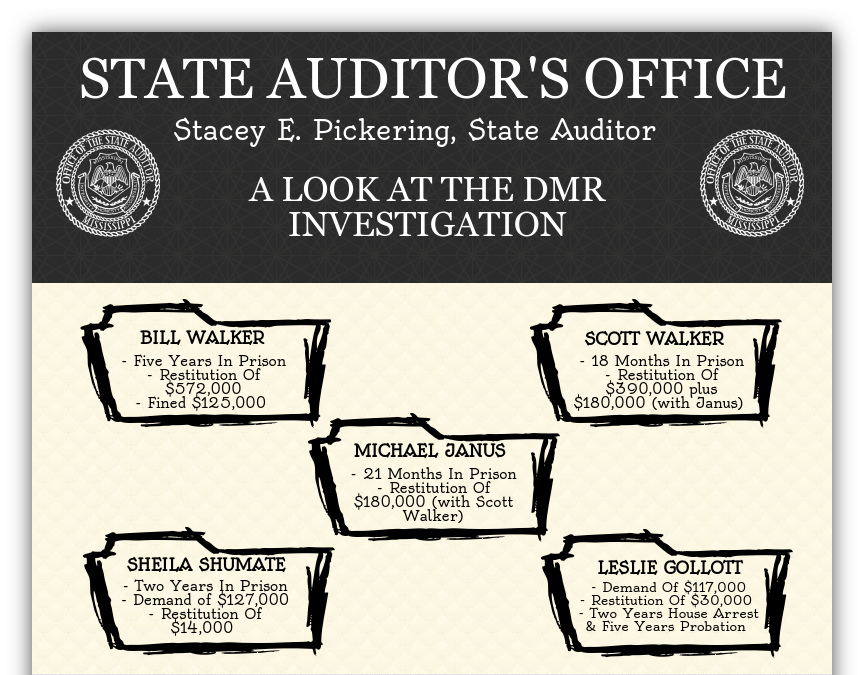 STATE AUDITOR'S OFFICE
Stacey E. Pickering, State Auditor
OFFICE OF THE STATE AUDITOR
MISSISSIPPI
OFFICE OF THE STATE AUDITOR
MISSISSIPPI
A LOOK AT THE DMR
INVESTIGATION
BILL WALKER
- Five Years In Prison
- Restitution Of
$572,000
- Fined $125,000
SCOTT WALKER
- 18 Months In Prison
- Restitution Of
$390,000 plus
$180,000 (with Janus)
MICHAEL JANUS
- 21 Months In Prison
- Restitution Of
$180,000 (with Scott
Walker)
SHEILA SHUMATE
- Two Years In Prison
- Demand of $127,000
- Restitution Of
$14,000
LESLIE GOLLOTT
- Demand Of $117,000
- Restitution Of $30,000
- Two Years House Arrest
& Five Years Probation